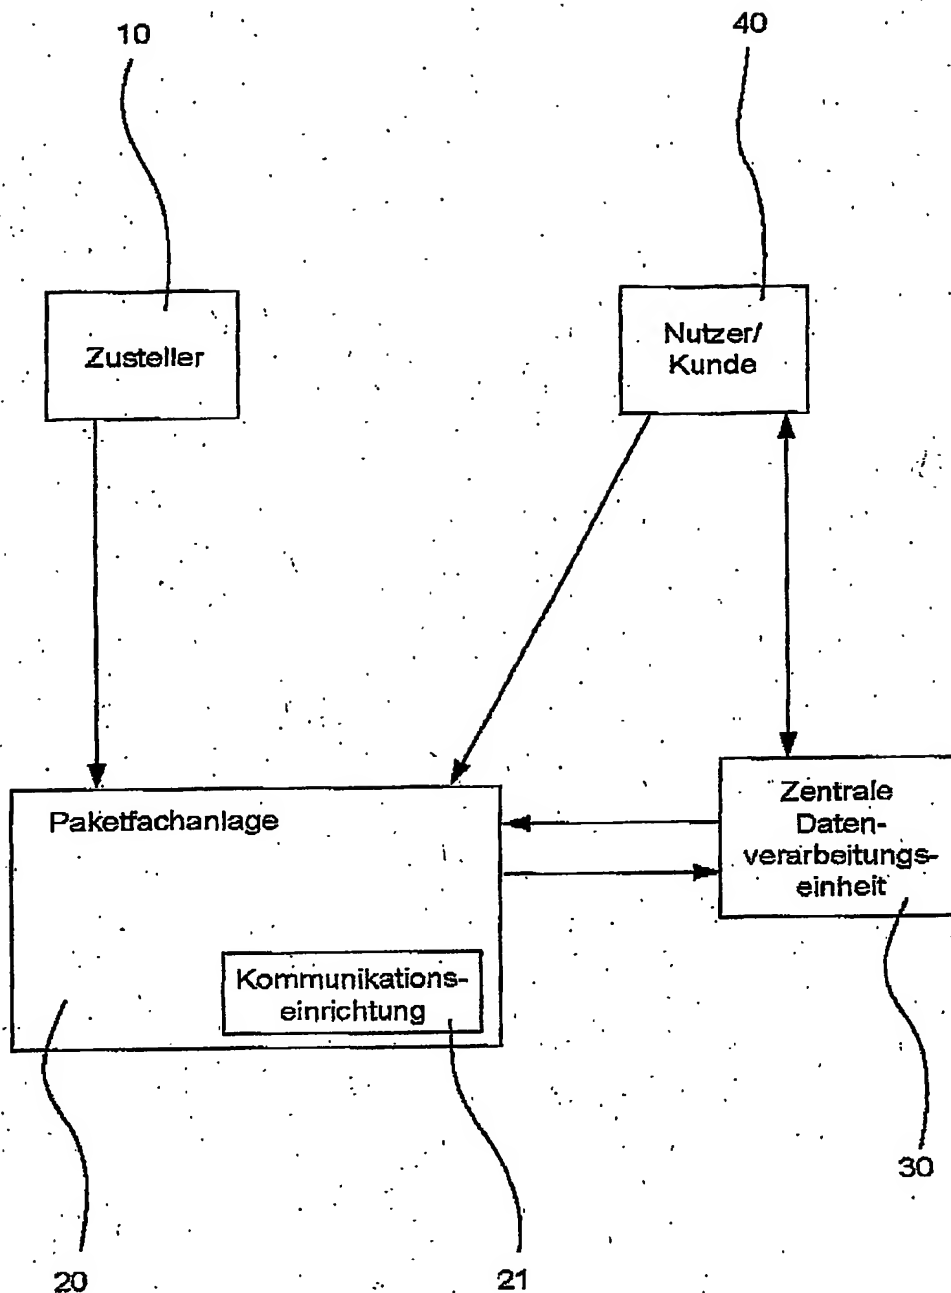 10
40
Zusteller
Nutzer/
Kunde
Paketfachanlage
Zentrale
Daten-
verarbeitungs-
einheit
Kommunikations-
einrichtung
30
20
21